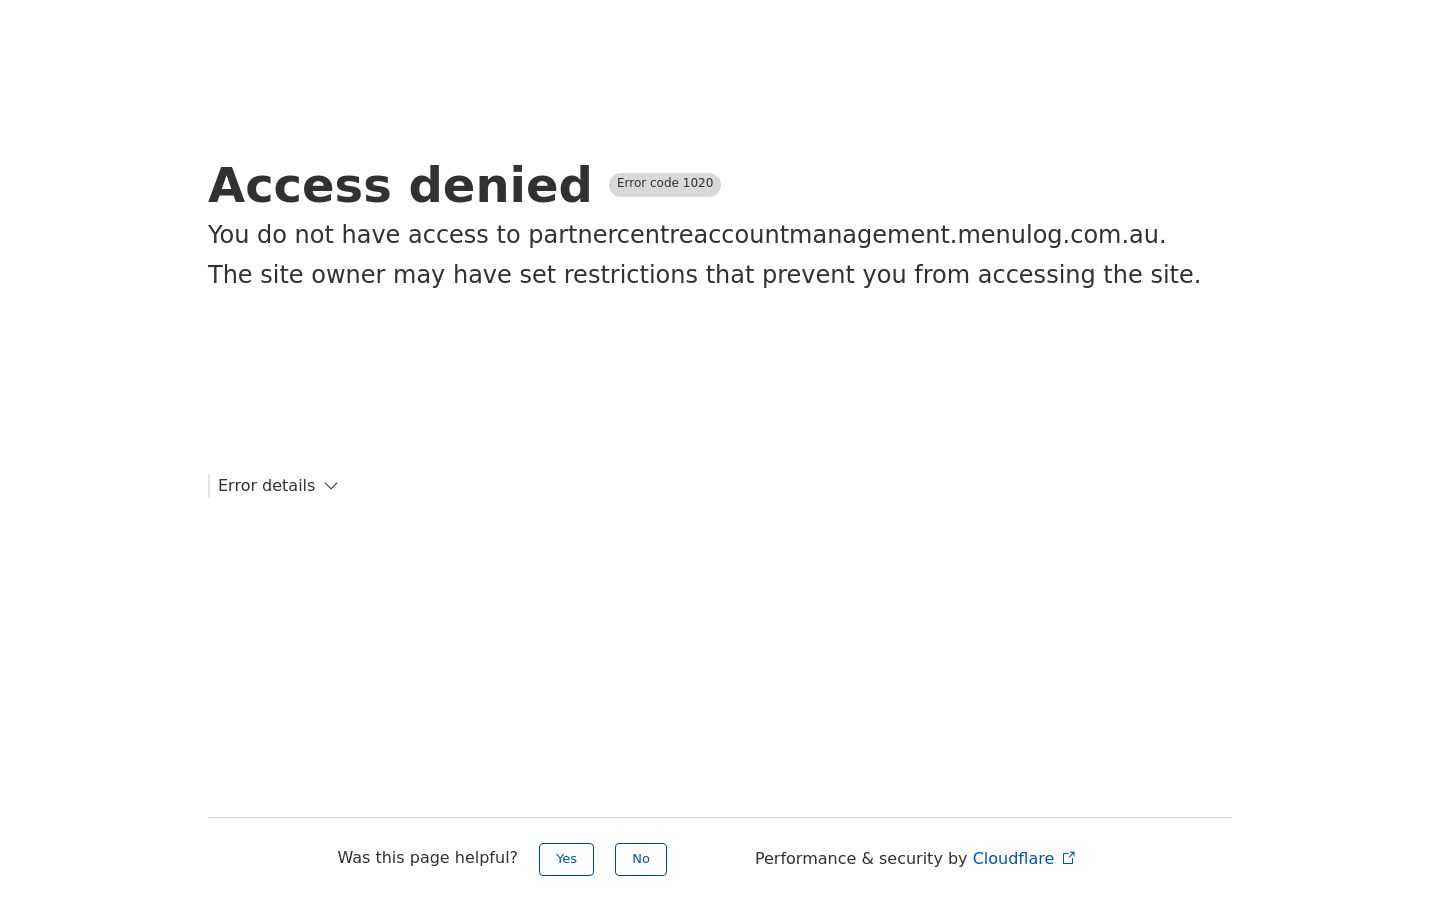 Access denied Error code 1020
You do not have access to partnercentreaccountmanagement.menulog.com.au.
The site owner may have set restrictions that prevent you from accessing the site.
Error details
Was this page helpful? Yes No Performance & security by Cloudflare